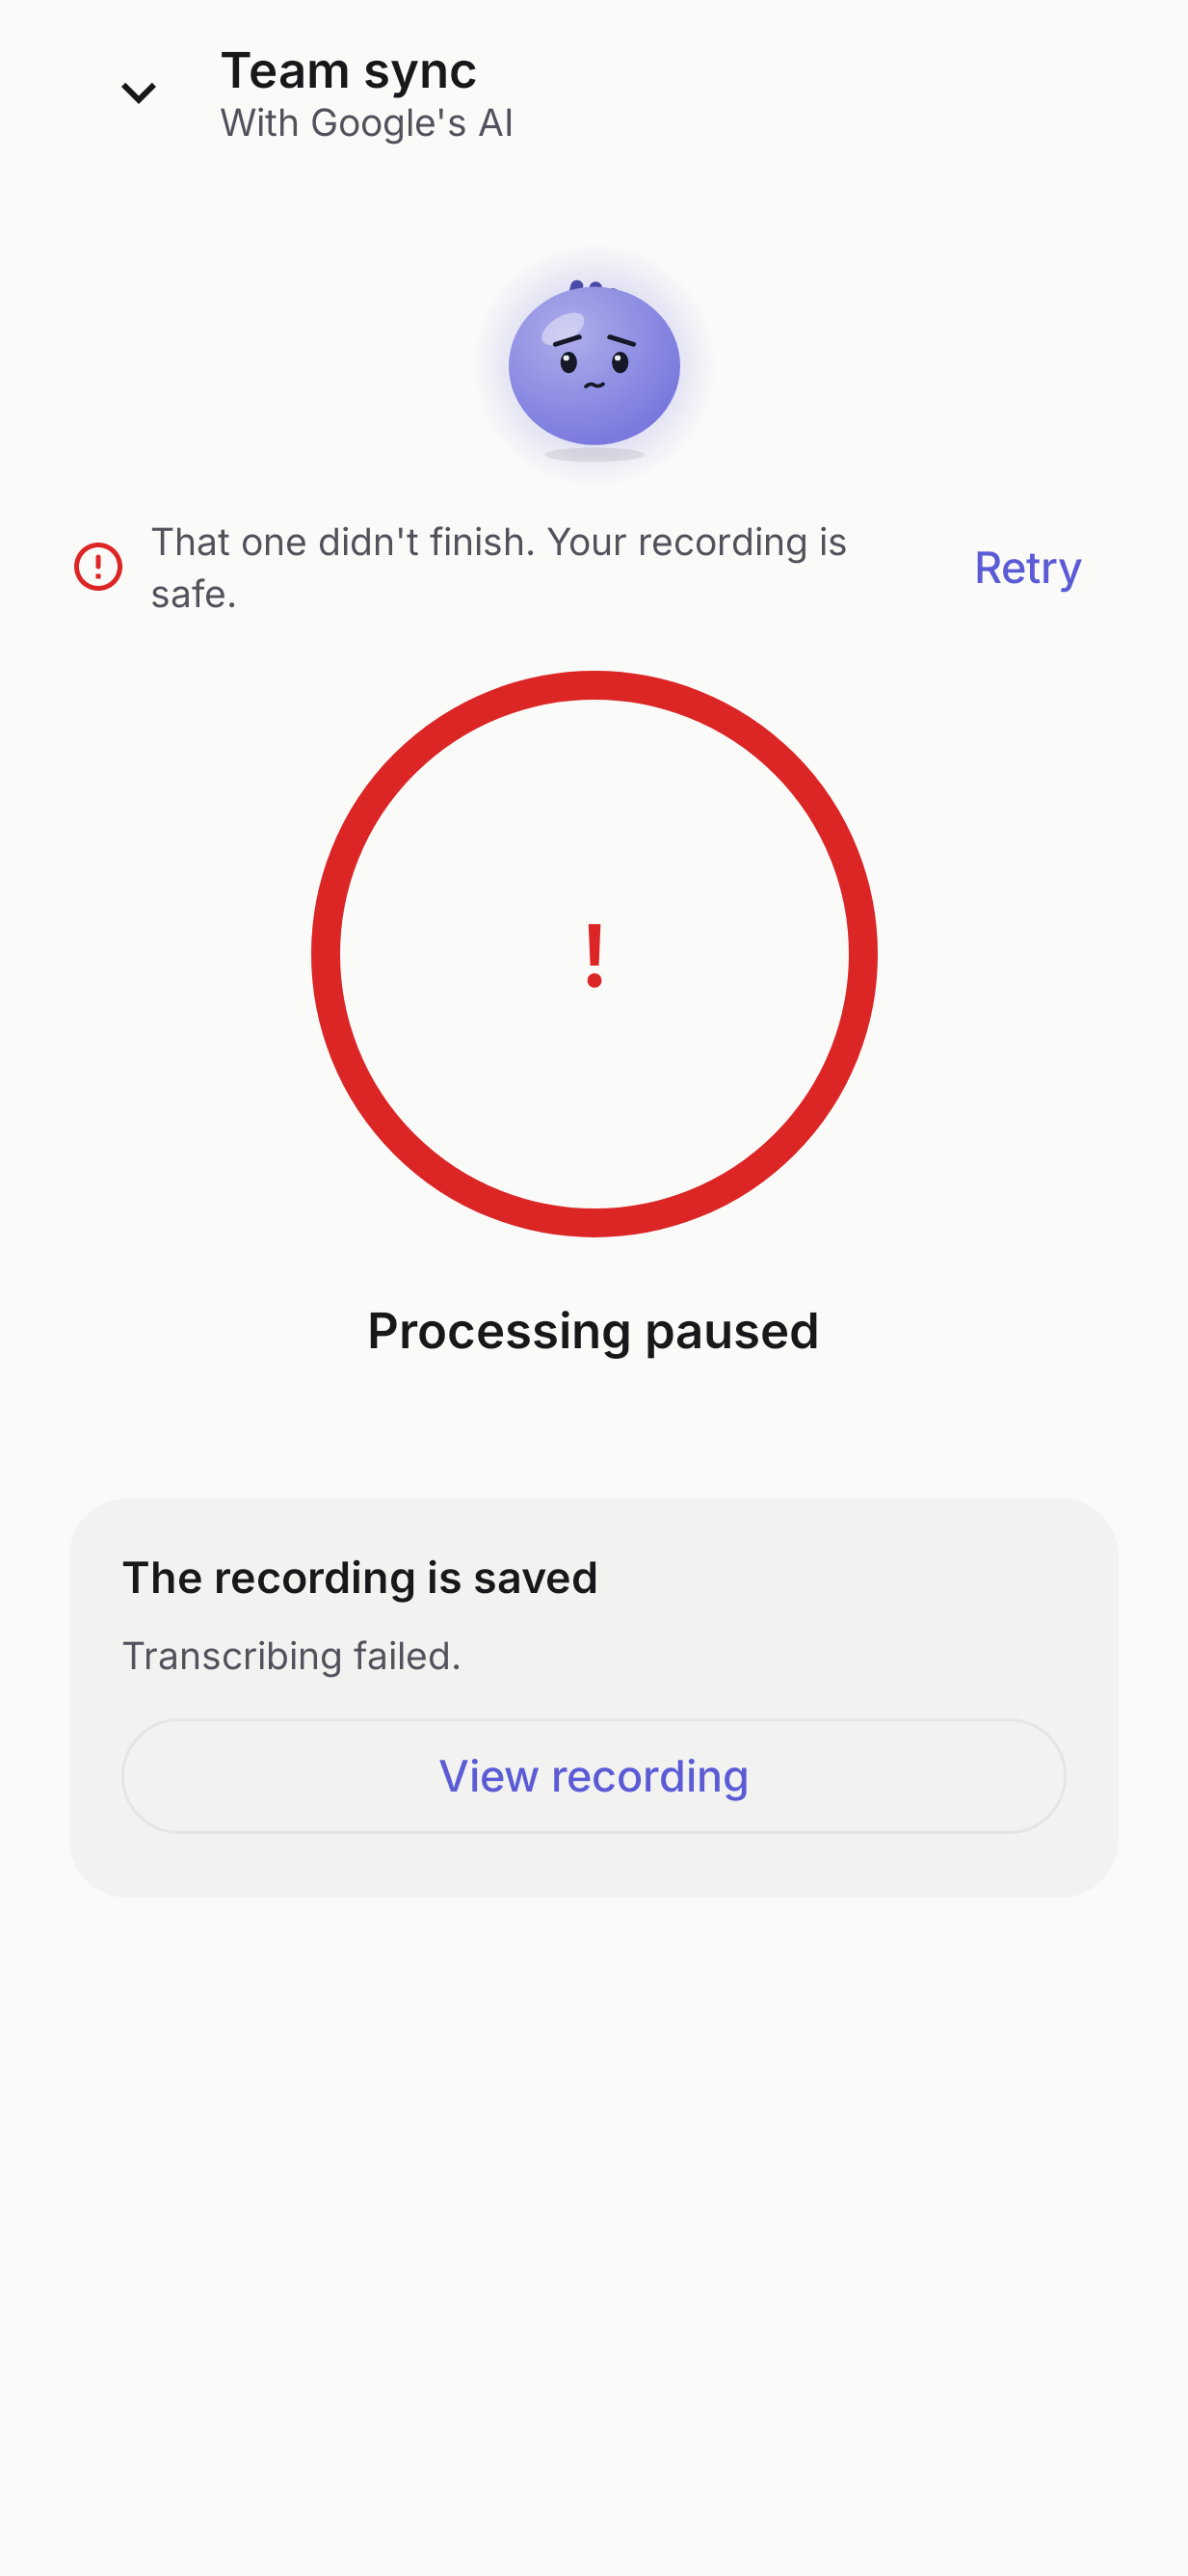 Team sync
With Google's AI
That one didn't finish. Your recording is
safe.
Retry
!
Processing paused
The recording is saved
Transcribing failed.
View recording